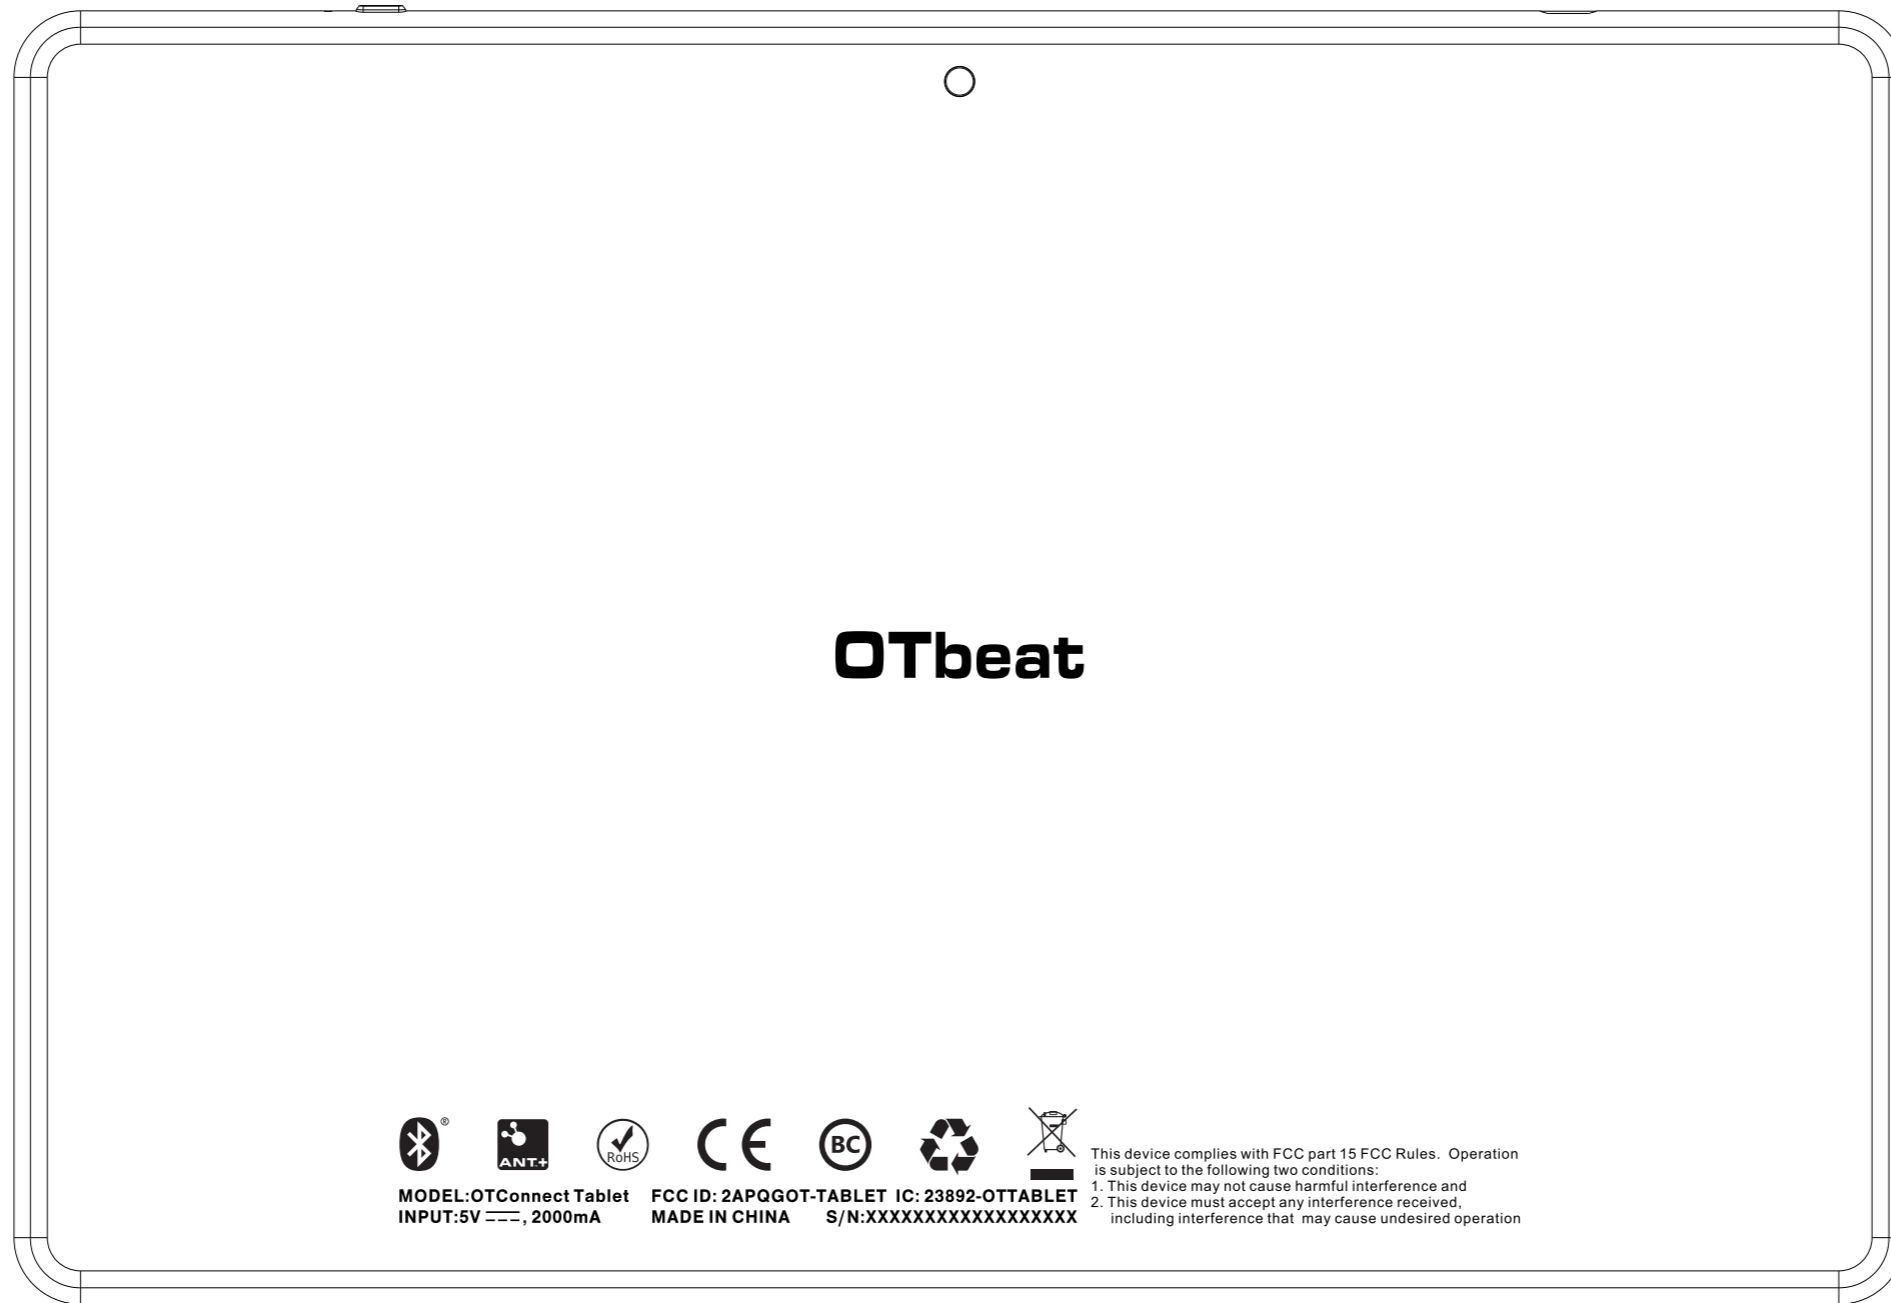 OTbeat
®
ANT+
RoHS
CE
BC
MODEL:OTConnect Tablet FCC ID: 2APQGOT-TABLET IC: 23892-OTTABLET
INPUT:5V ⎓, 2000mA MADE IN CHINA S/N:XXXXXXXXXXXXXXXXXX
This device complies with FCC part 15 FCC Rules. Operation
is subject to the following two conditions:
1. This device may not cause harmful interference and
2. This device must accept any interference received,
including interference that may cause undesired operation